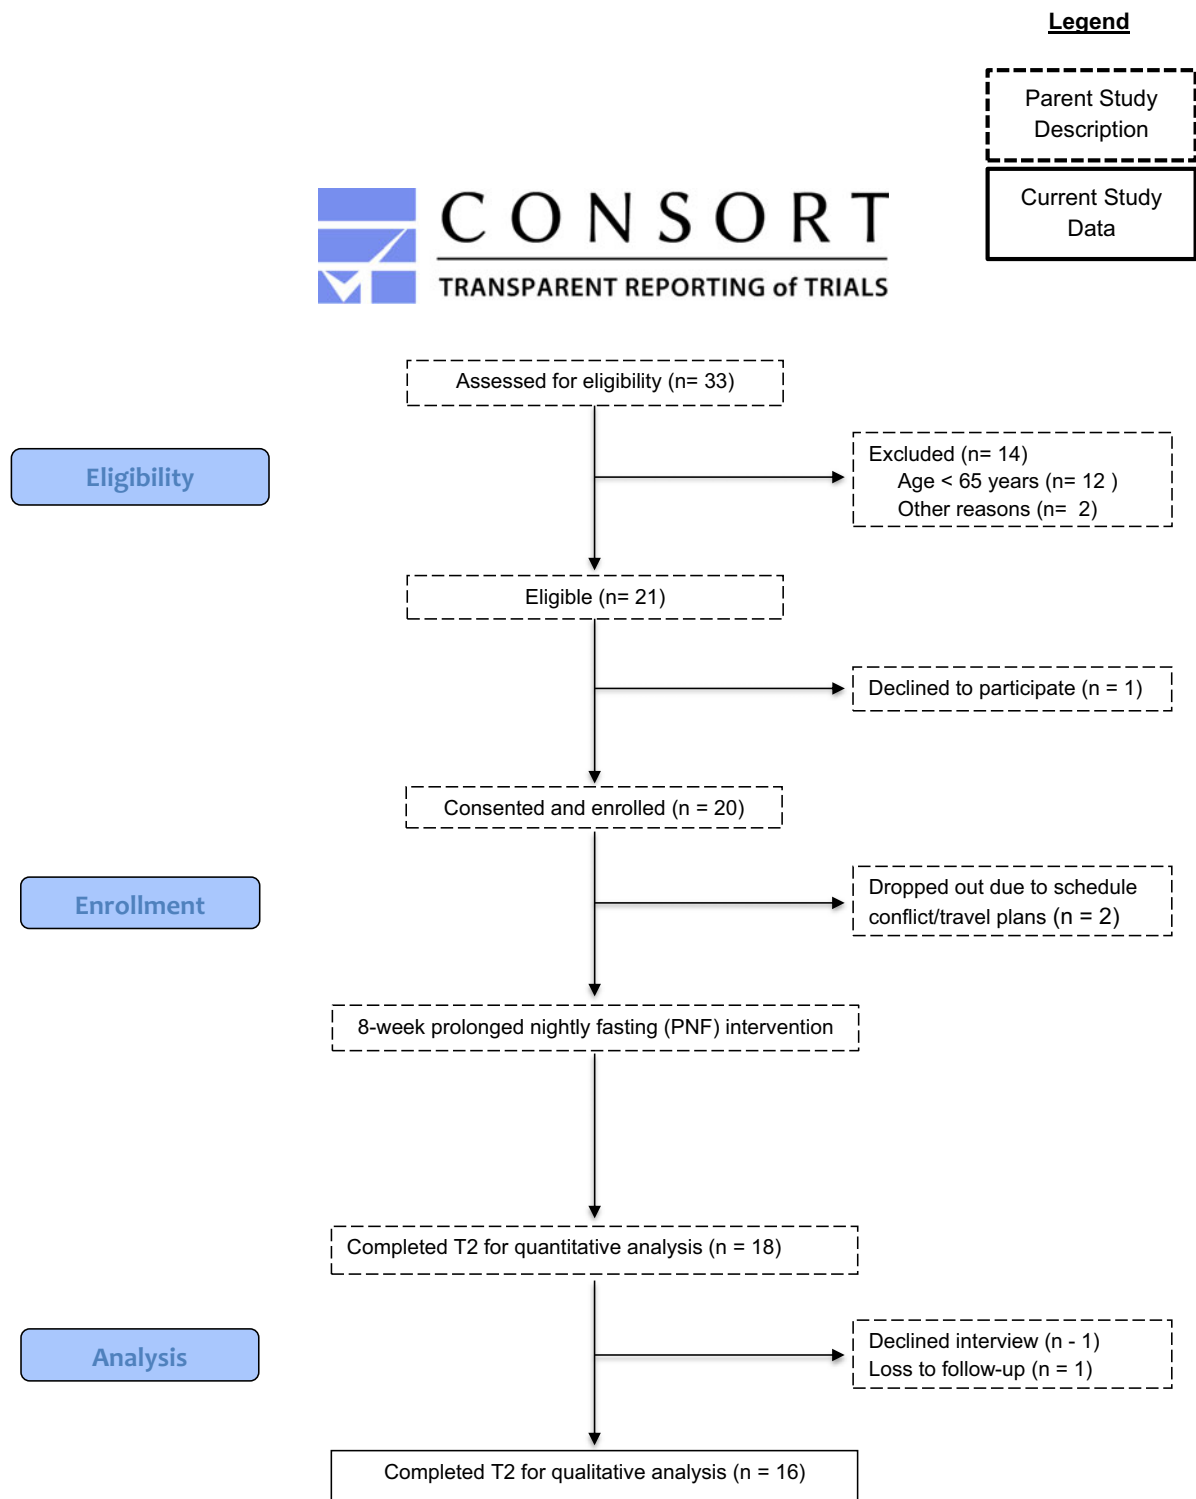 Legend
Parent Study
Description
Current Study
Data
CONSORT
TRANSPARENT REPORTING of TRIALS
Assessed for eligibility (n= 33)
Eligibility
Excluded (n= 14)
Age < 65 years (n= 12 )
Other reasons (n=  2)
Eligible (n= 21)
Declined to participate (n = 1)
Consented and enrolled (n = 20)
Enrollment
Dropped out due to schedule
conflict/travel plans (n = 2)
8-week prolonged nightly fasting (PNF) intervention
Completed T2 for quantitative analysis (n = 18)
Analysis
Declined interview (n - 1)
Loss to follow-up (n = 1)
Completed T2 for qualitative analysis (n = 16)